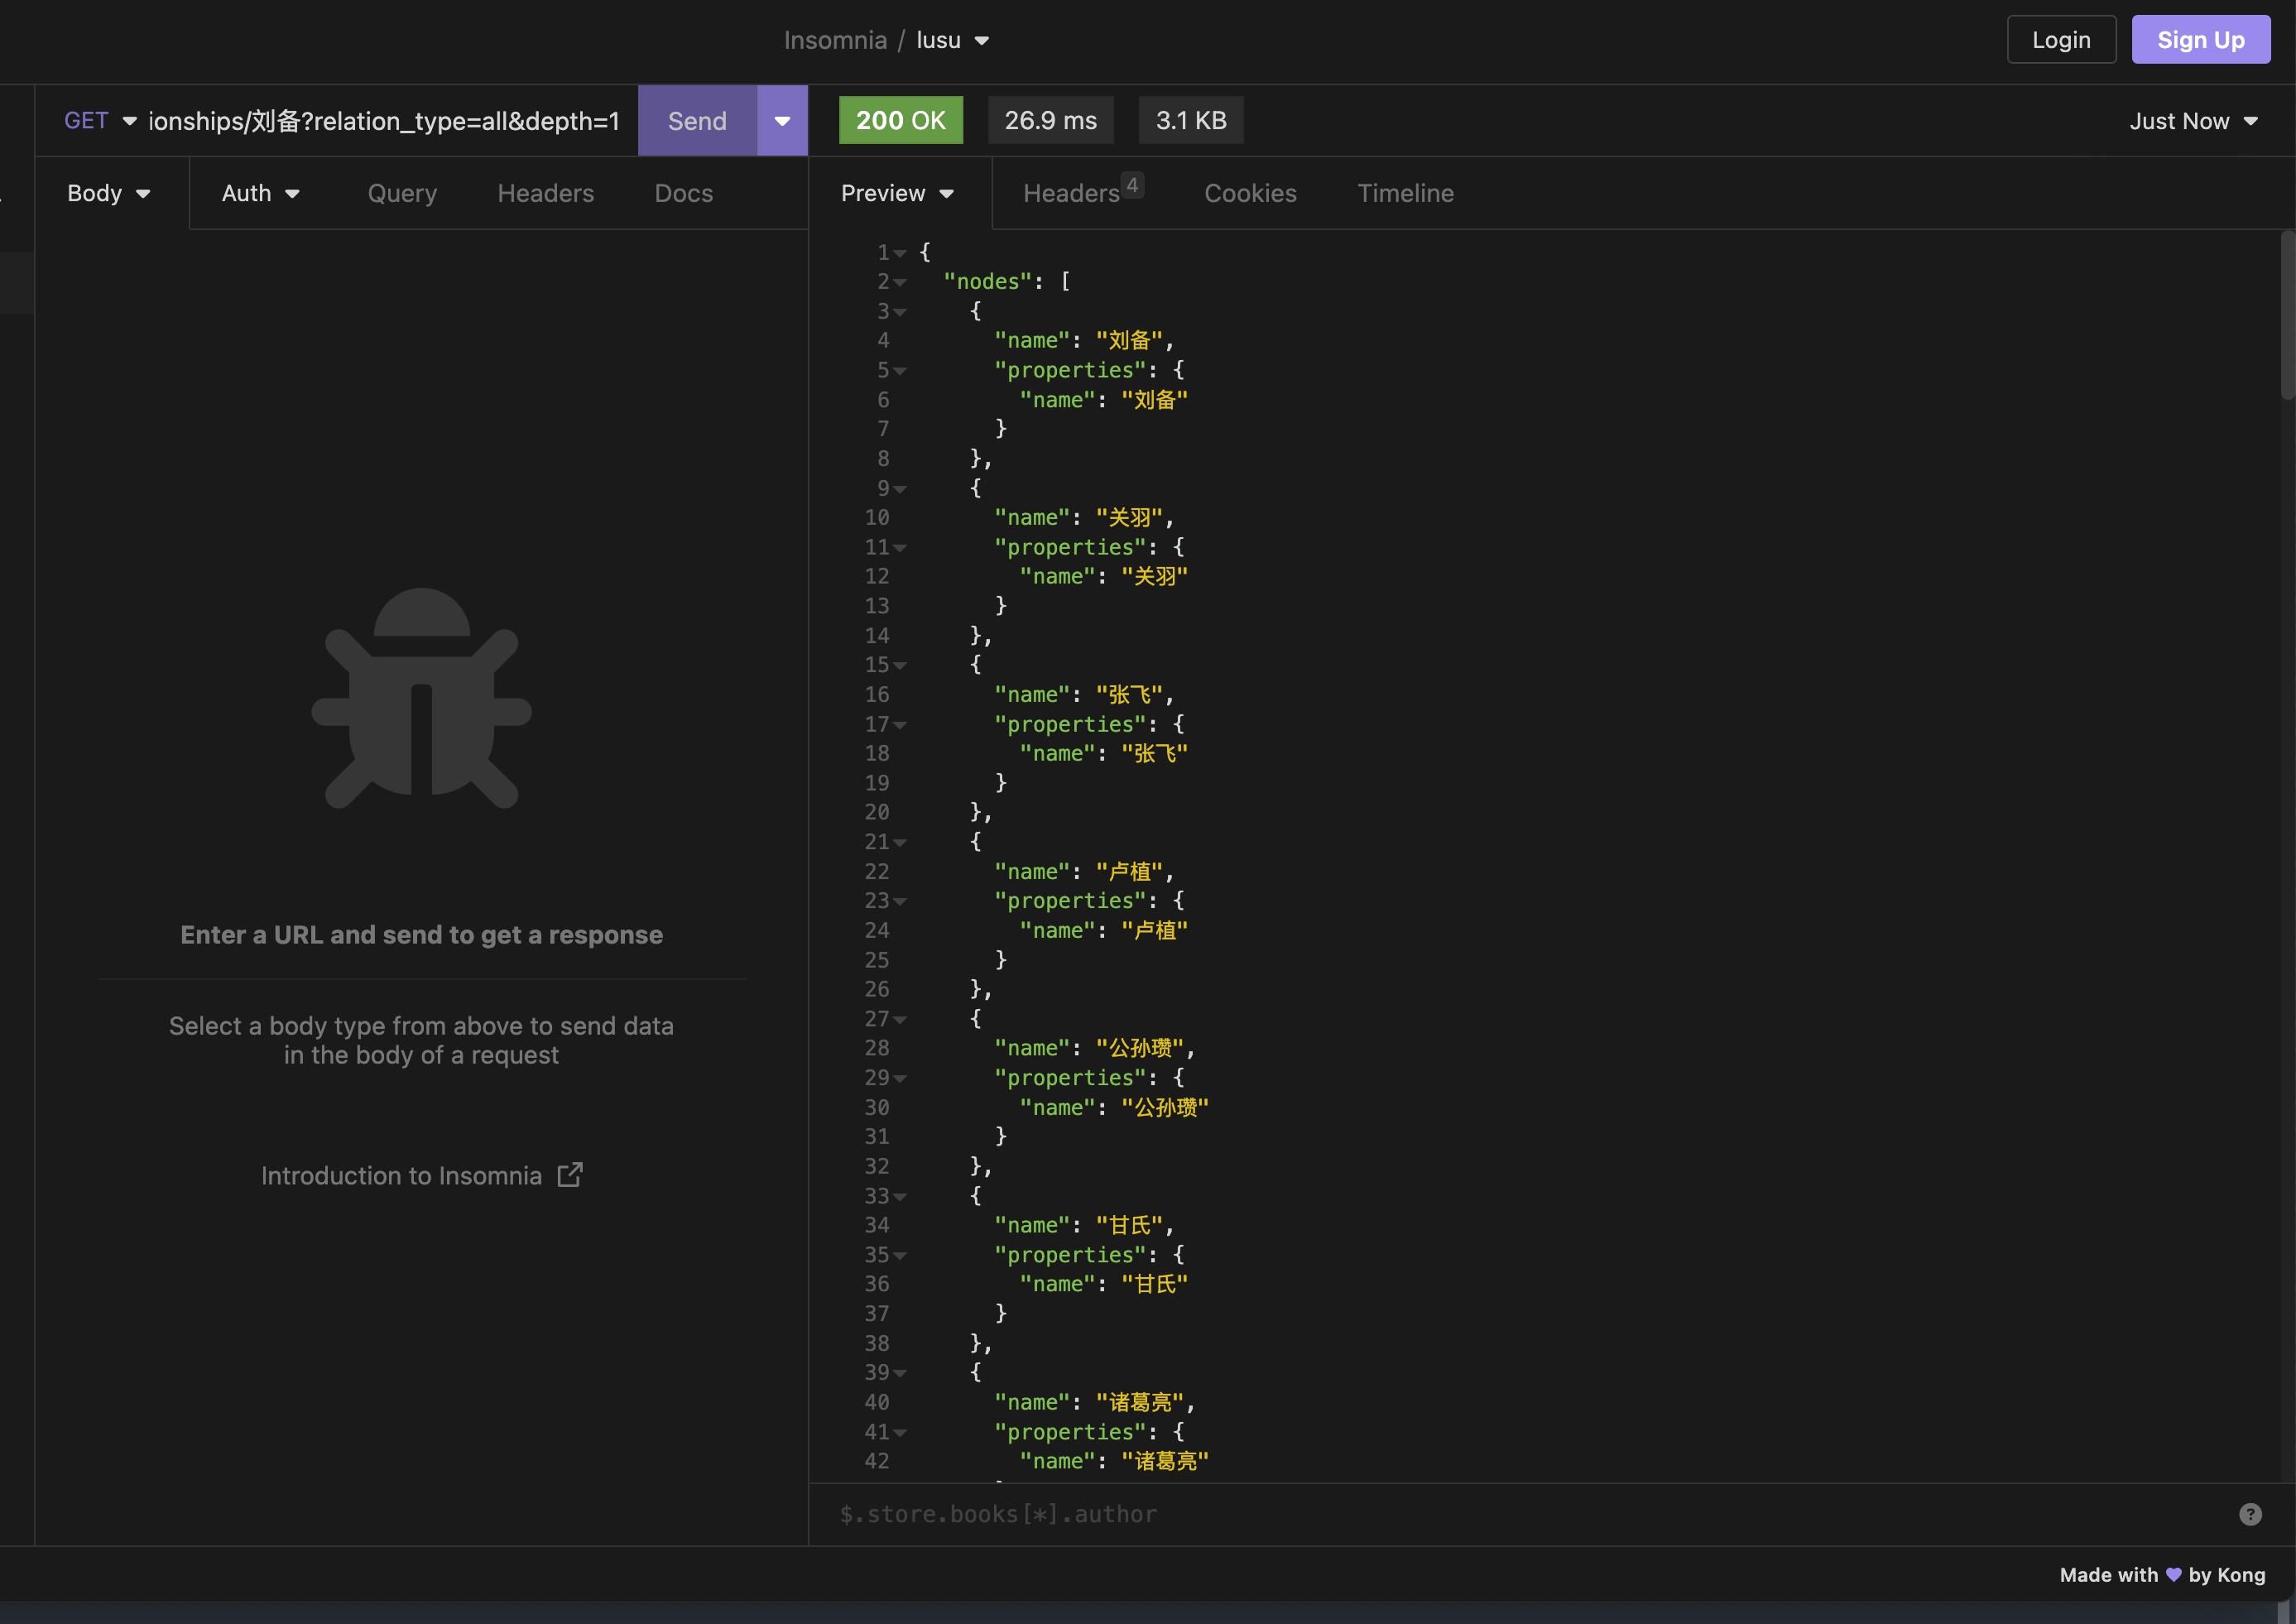 Insomnia / lusu
Login
Sign Up
GET ionships/刘备?relation_type=all&depth=1 Send
200 OK 26.9 ms 3.1 KB Just Now
Body Auth Query Headers Docs
Preview Headers 4 Cookies Timeline
Enter a URL and send to get a response
Select a body type from above to send data
in the body of a request
Introduction to Insomnia
1 {
2 "nodes": [
3 {
4 "name": "刘备",
5 "properties": {
6 "name": "刘备"
7 }
8 },
9 {
10 "name": "关羽",
11 "properties": {
12 "name": "关羽"
13 }
14 },
15 {
16 "name": "张飞",
17 "properties": {
18 "name": "张飞"
19 }
20 },
21 {
22 "name": "卢植",
23 "properties": {
24 "name": "卢植"
25 }
26 },
27 {
28 "name": "公孙瓒",
29 "properties": {
30 "name": "公孙瓒"
31 }
32 },
33 {
34 "name": "甘氏",
35 "properties": {
36 "name": "甘氏"
37 }
38 },
39 {
40 "name": "诸葛亮",
41 "properties": {
42 "name": "诸葛亮"
$.store.books[*].author
?
Made with 💜 by Kong